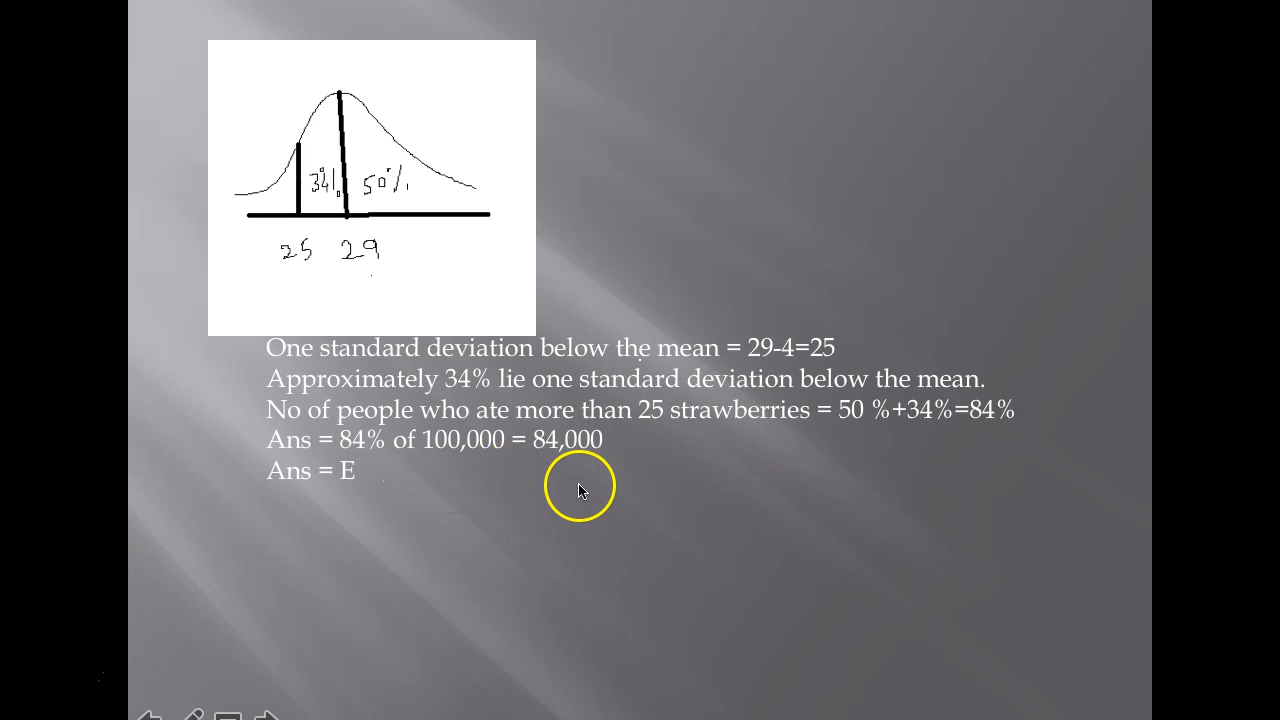 34% 50%
25 29
One standard deviation below the mean = 29-4=25
Approximately 34% lie one standard deviation below the mean.
No of people who ate more than 25 strawberries = 50 %+34%=84%
Ans = 84% of 100,000 = 84,000
Ans = E